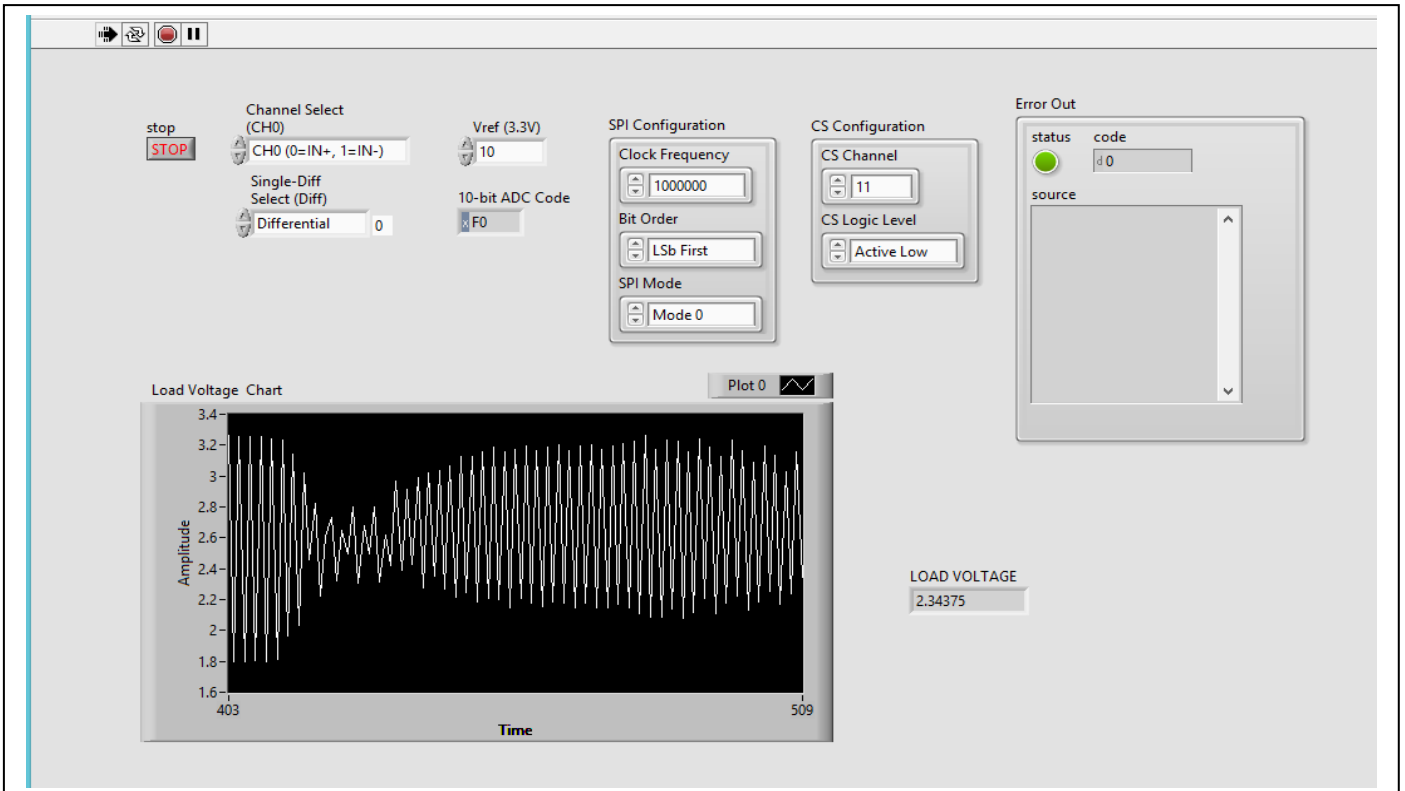 stop
STOP
Channel Select
(CH0)
CH0 (0=IN+, 1=IN-)
Single-Diff
Select (Diff)
Differential
0
Vref (3.3V)
10
10-bit ADC Code
x F0
SPI Configuration
Clock Frequency
1000000
Bit Order
LSb First
SPI Mode
Mode 0
CS Configuration
CS Channel
11
CS Logic Level
Active Low
Error Out
status
code
d 0
source
Load Voltage Chart
Plot 0
Amplitude
3.4
3.2
3
2.8
2.6
2.4
2.2
2
1.8
1.6
403
509
Time
LOAD VOLTAGE
2.34375